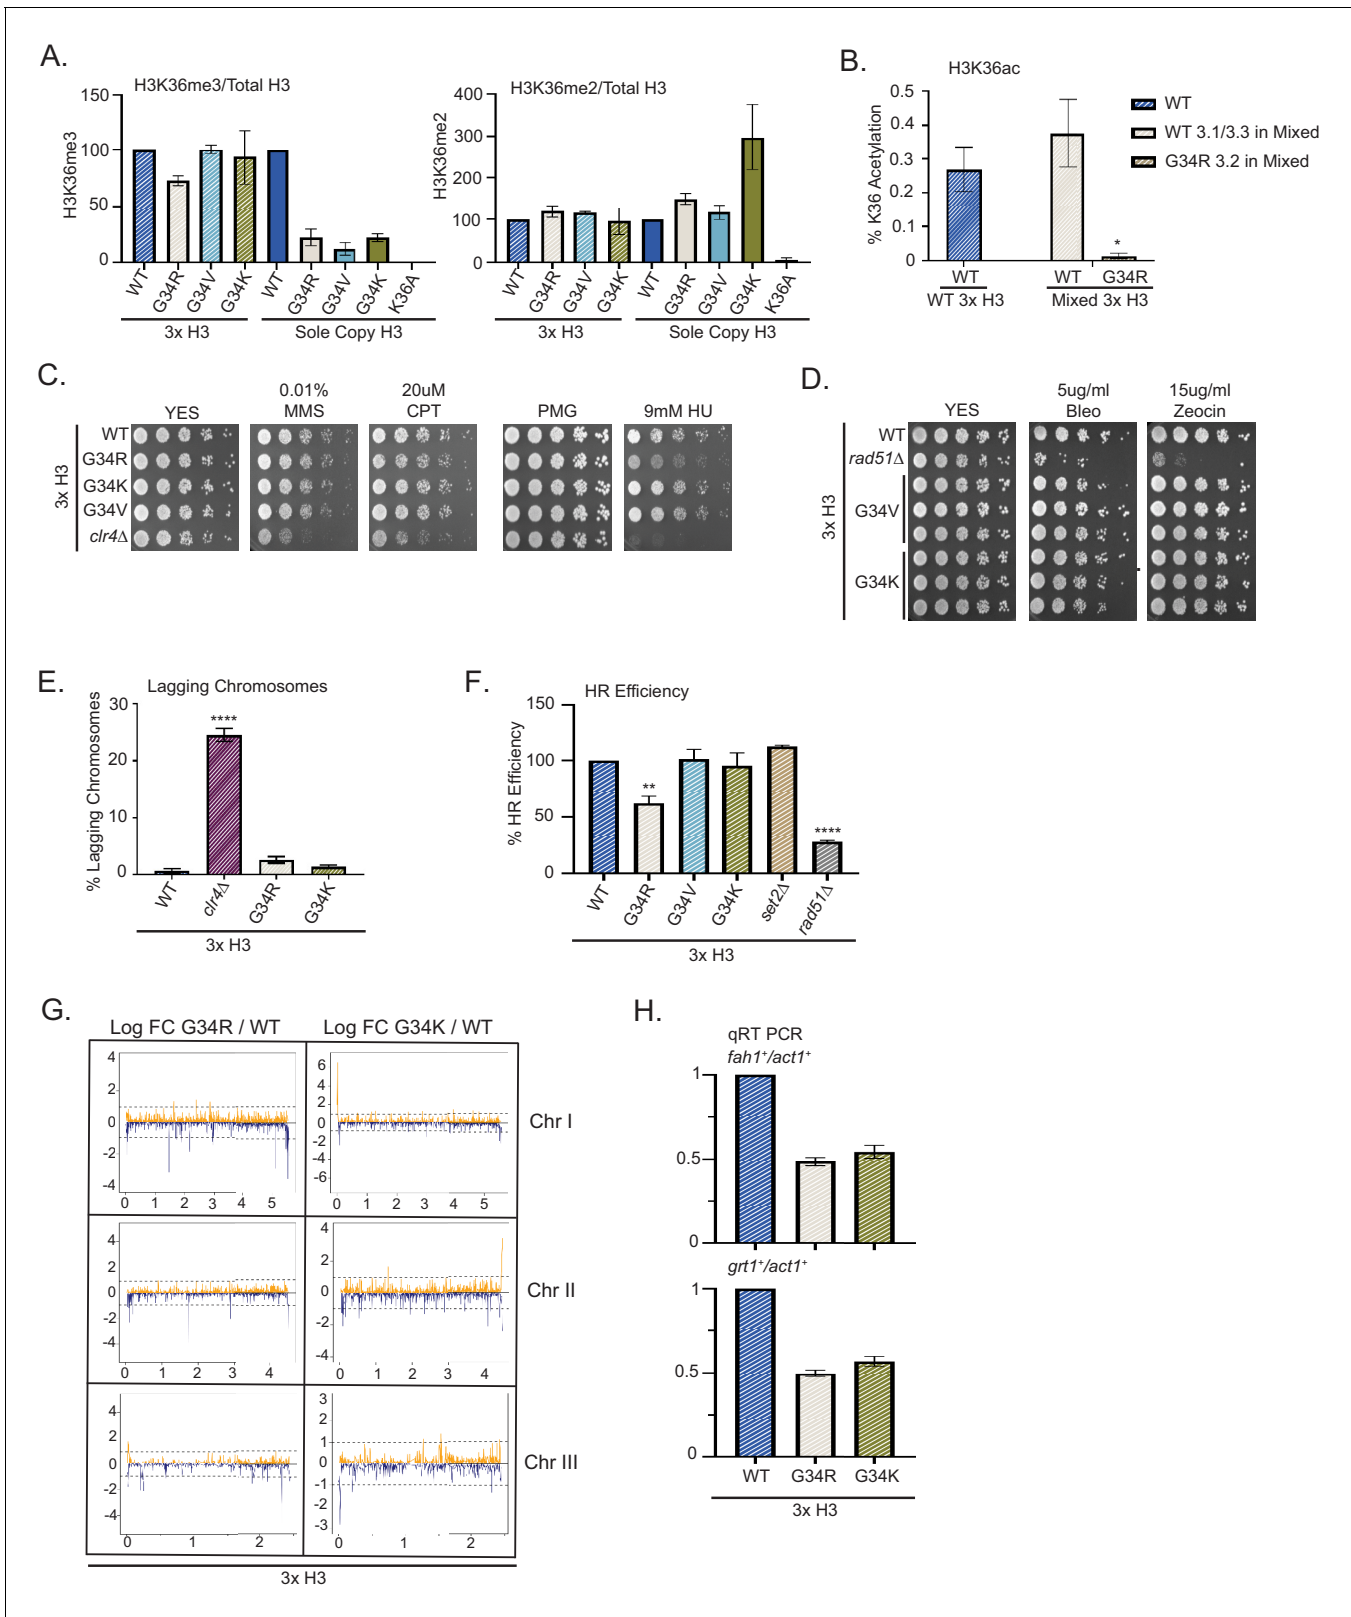 A.
H3K36me3/Total H3
H3K36me3
150
100
50
0
WT
G34R
G34V
G34K
WT
G34R
G34V
G34K
K36A
3x H3
Sole Copy H3
H3K36me2/Total H3
H3K36me2
400
300
200
100
0
WT
G34R
G34V
G34K
WT
G34R
G34V
G34K
K36A
3x H3
Sole Copy H3
B.
H3K36ac
% K36 Acetylation
0.5
0.4
0.3
0.2
0.1
0
*
WT
WT 3x H3
WT G34R
Mixed 3x H3
WT
WT 3.1/3.3 in Mixed
G34R 3.2 in Mixed
C.
YES
0.01% MMS
20uM CPT
PMG
9mM HU
3x H3
WT
G34R
G34K
G34V
clr4Δ
D.
YES
5ug/ml Bleo
15ug/ml Zeocin
3x H3
WT
rad51Δ
G34V
G34K
E.
Lagging Chromosomes
% Lagging Chromosomes
30
20
10
0
****
WT
clr4Δ
G34R
G34K
3x H3
F.
HR Efficiency
% HR Efficiency
150
100
50
0
**
****
WT
G34R
G34V
G34K
set2Δ
rad51Δ
3x H3
G.
Log FC G34R / WT
Log FC G34K / WT
4
2
0
-2
-4
0 1 2 3 4 5
6
4
2
0
-2
-4
-6
0 1 2 3 4 5
Chr I
4
2
0
-2
-4
0 1 2 3 4
4
2
0
-2
-4
0 1 2 3 4
Chr II
4
2
0
-2
-4
0 1 2
3
2
1
0
-1
-2
-3
0 1 2
Chr III
3x H3
H.
qRT PCR
fah1⁺/act1⁺
1
0.5
0
grt1⁺/act1⁺
1
0.5
0
WT G34R G34K
3x H3